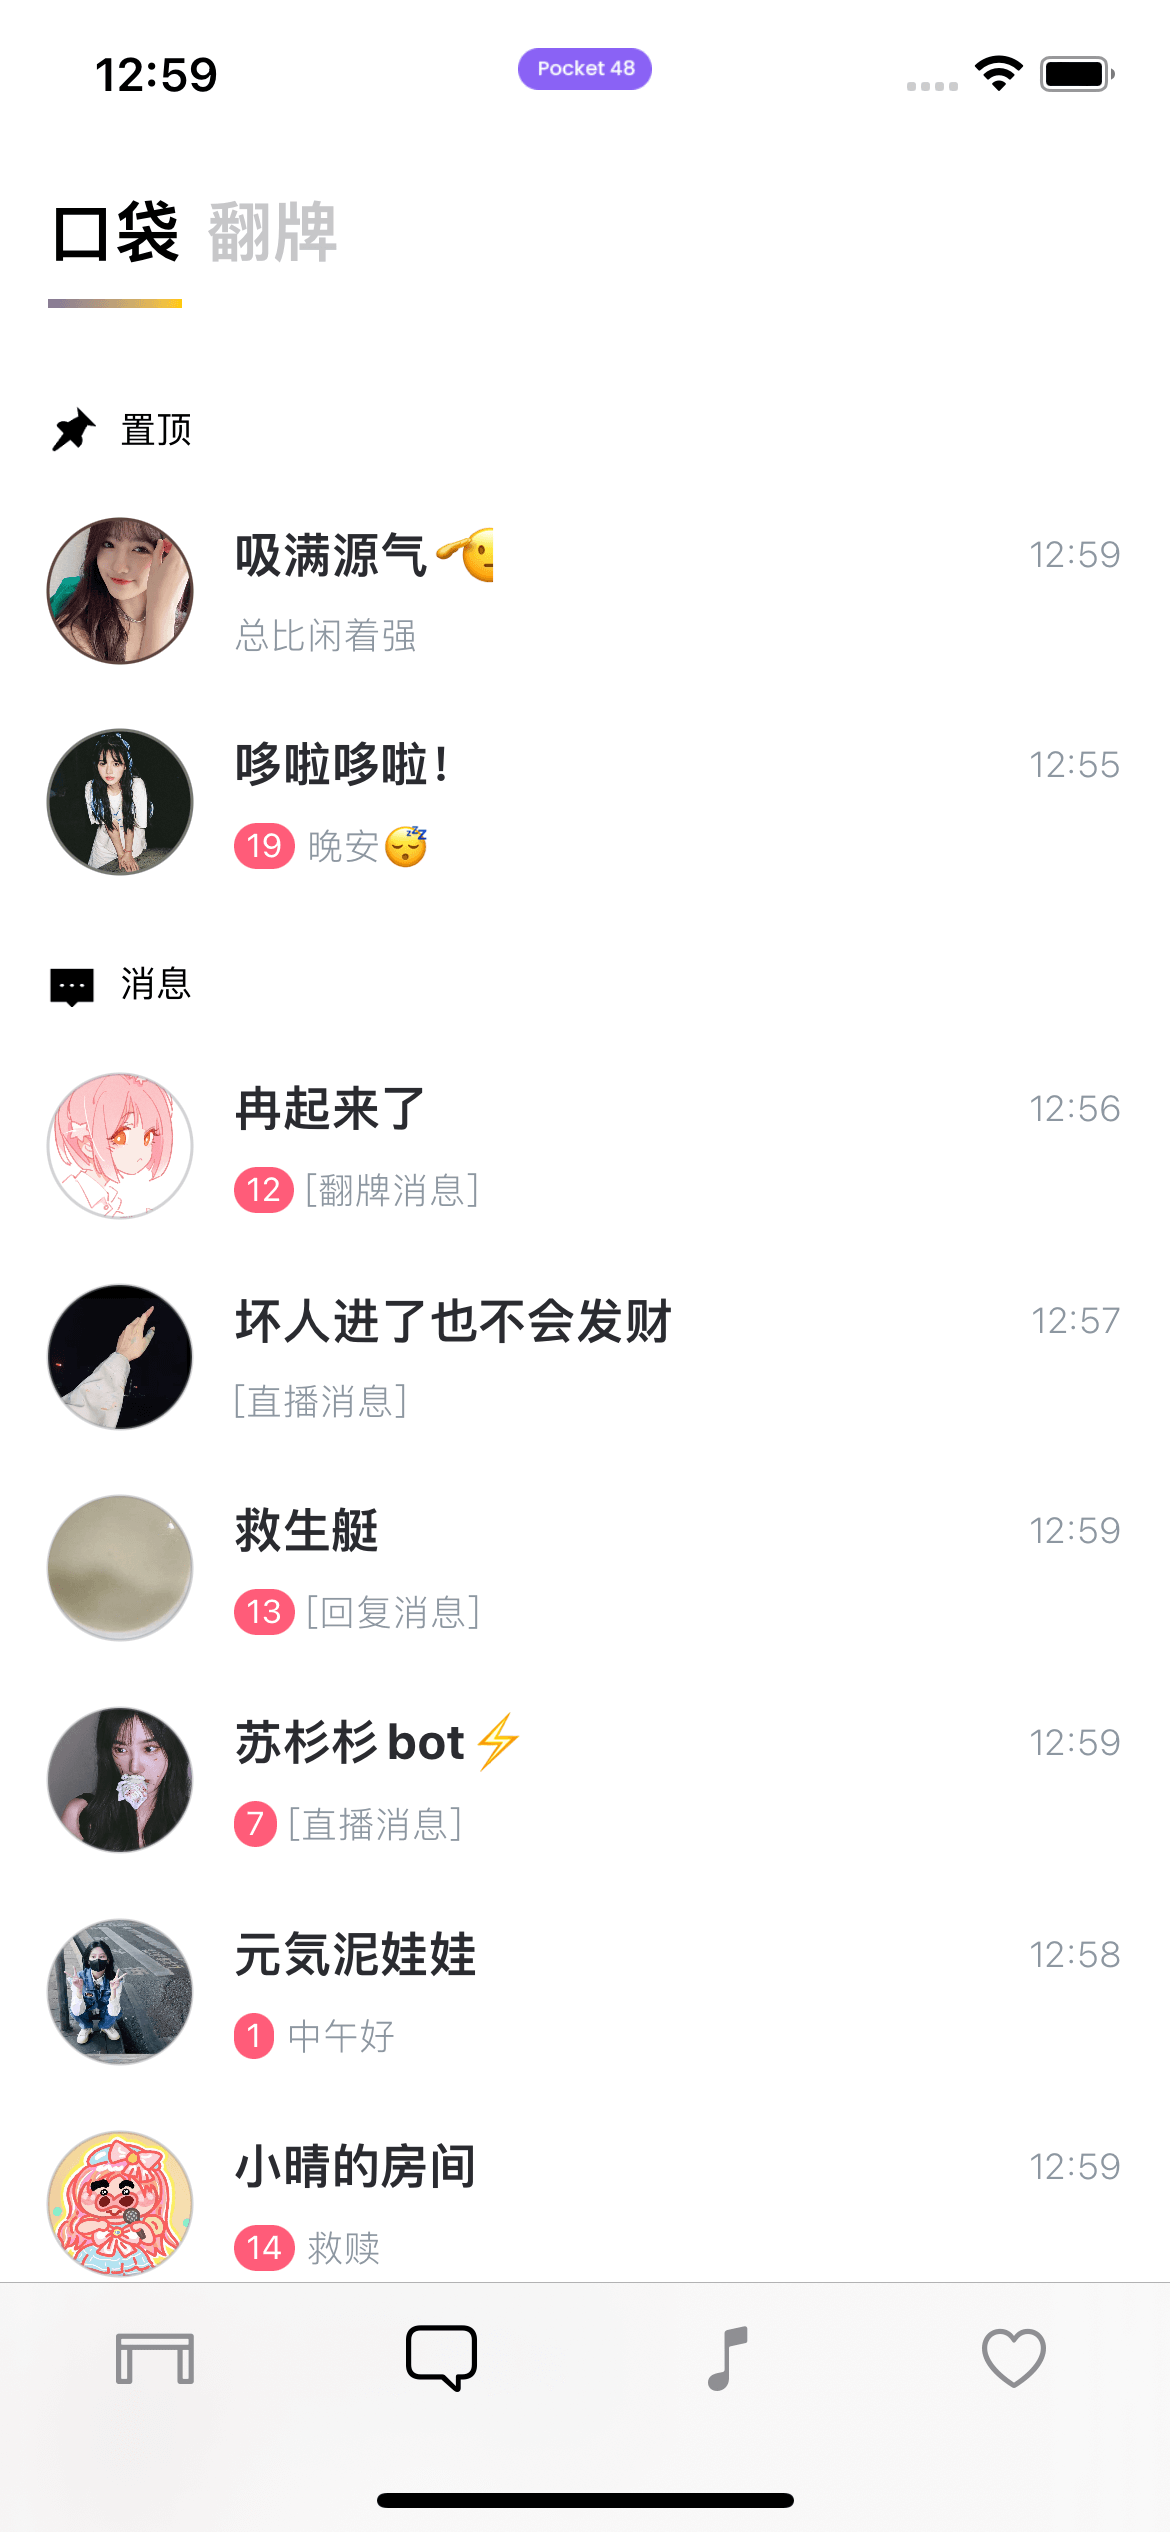 12:59
Pocket 48
口袋 翻牌
置顶
吸满源气🫡 12:59
总比闲着强
哆啦哆啦！ 12:55
19 晚安😴
消息
冉起来了 12:56
12 [翻牌消息]
坏人进了也不会发财 12:57
[直播消息]
救生艇 12:59
13 [回复消息]
苏杉杉bot⚡ 12:59
7 [直播消息]
元気泥娃娃 12:58
1 中午好
小晴的房间 12:59
14 救赎